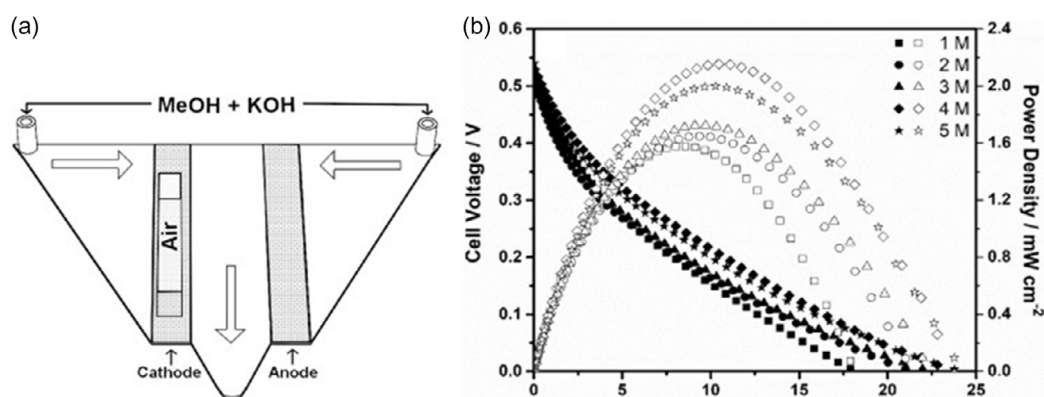 (a)
MeOH + KOH
Air
Cathode
Anode
(b)
Cell Voltage / V
0.6
0.5
0.4
0.3
0.2
0.1
0.0
0
5
10
15
20
25
1 M
2 M
3 M
4 M
5 M
2.4
2.0
1.6
1.2
0.8
0.4
0.0
Power Density / mW cm⁻²